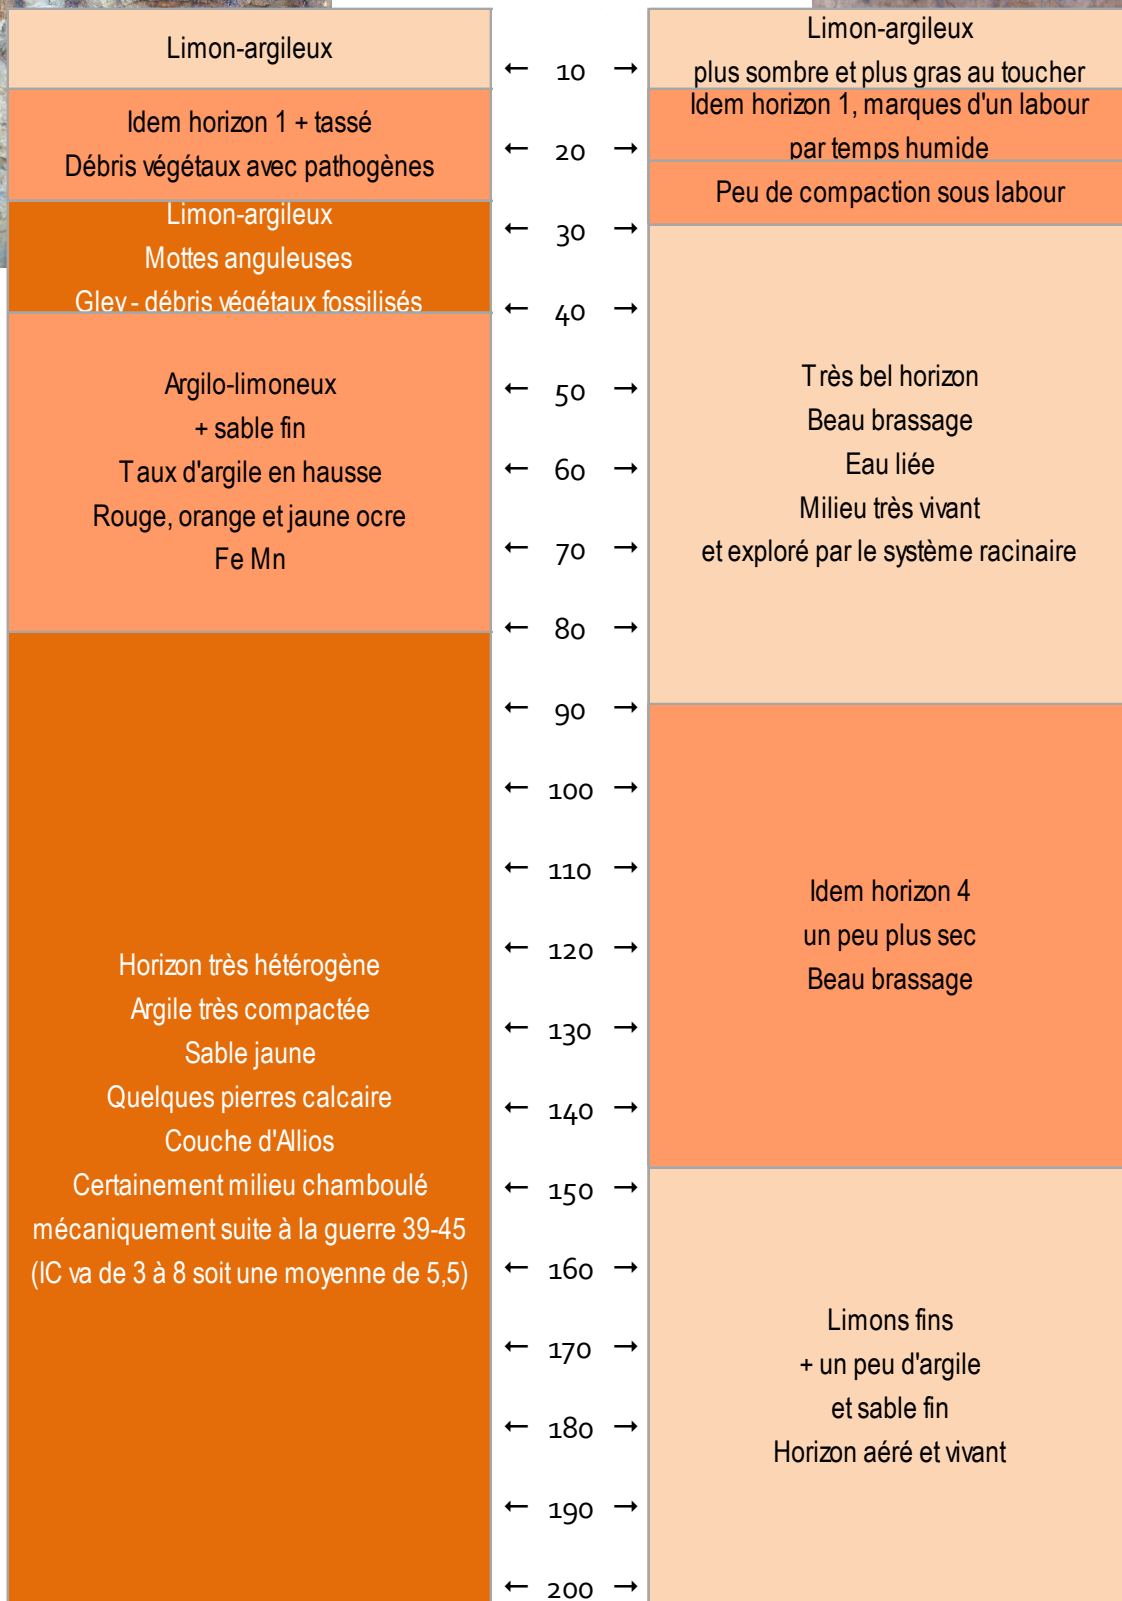 Limon-argileux
Idem horizon 1 + tassé
Débris végétaux avec pathogènes
Limon-argileux
Mottes anguleuses
Gley - débris végétaux fossilisés
Argilo-limoneux
+ sable fin
Taux d'argile en hausse
Rouge, orange et jaune ocre
Fe Mn
Horizon très hétérogène
Argile très compactée
Sable jaune
Quelques pierres calcaire
Couche d'Allios
Certainement milieu chamboulé
mécaniquement suite à la guerre 39-45
(IC va de 3 à 8 soit une moyenne de 5,5)
← 10 →
← 20 →
← 30 →
← 40 →
← 50 →
← 60 →
← 70 →
← 80 →
← 90 →
← 100 →
← 110 →
← 120 →
← 130 →
← 140 →
← 150 →
← 160 →
← 170 →
← 180 →
← 190 →
← 200 →
Limon-argileux
plus sombre et plus gras au toucher
Idem horizon 1, marques d'un labour
par temps humide
Peu de compaction sous labour
Très bel horizon
Beau brassage
Eau liée
Milieu très vivant
et exploré par le système racinaire
Idem horizon 4
un peu plus sec
Beau brassage
Limons fins
+ un peu d'argile
et sable fin
Horizon aéré et vivant